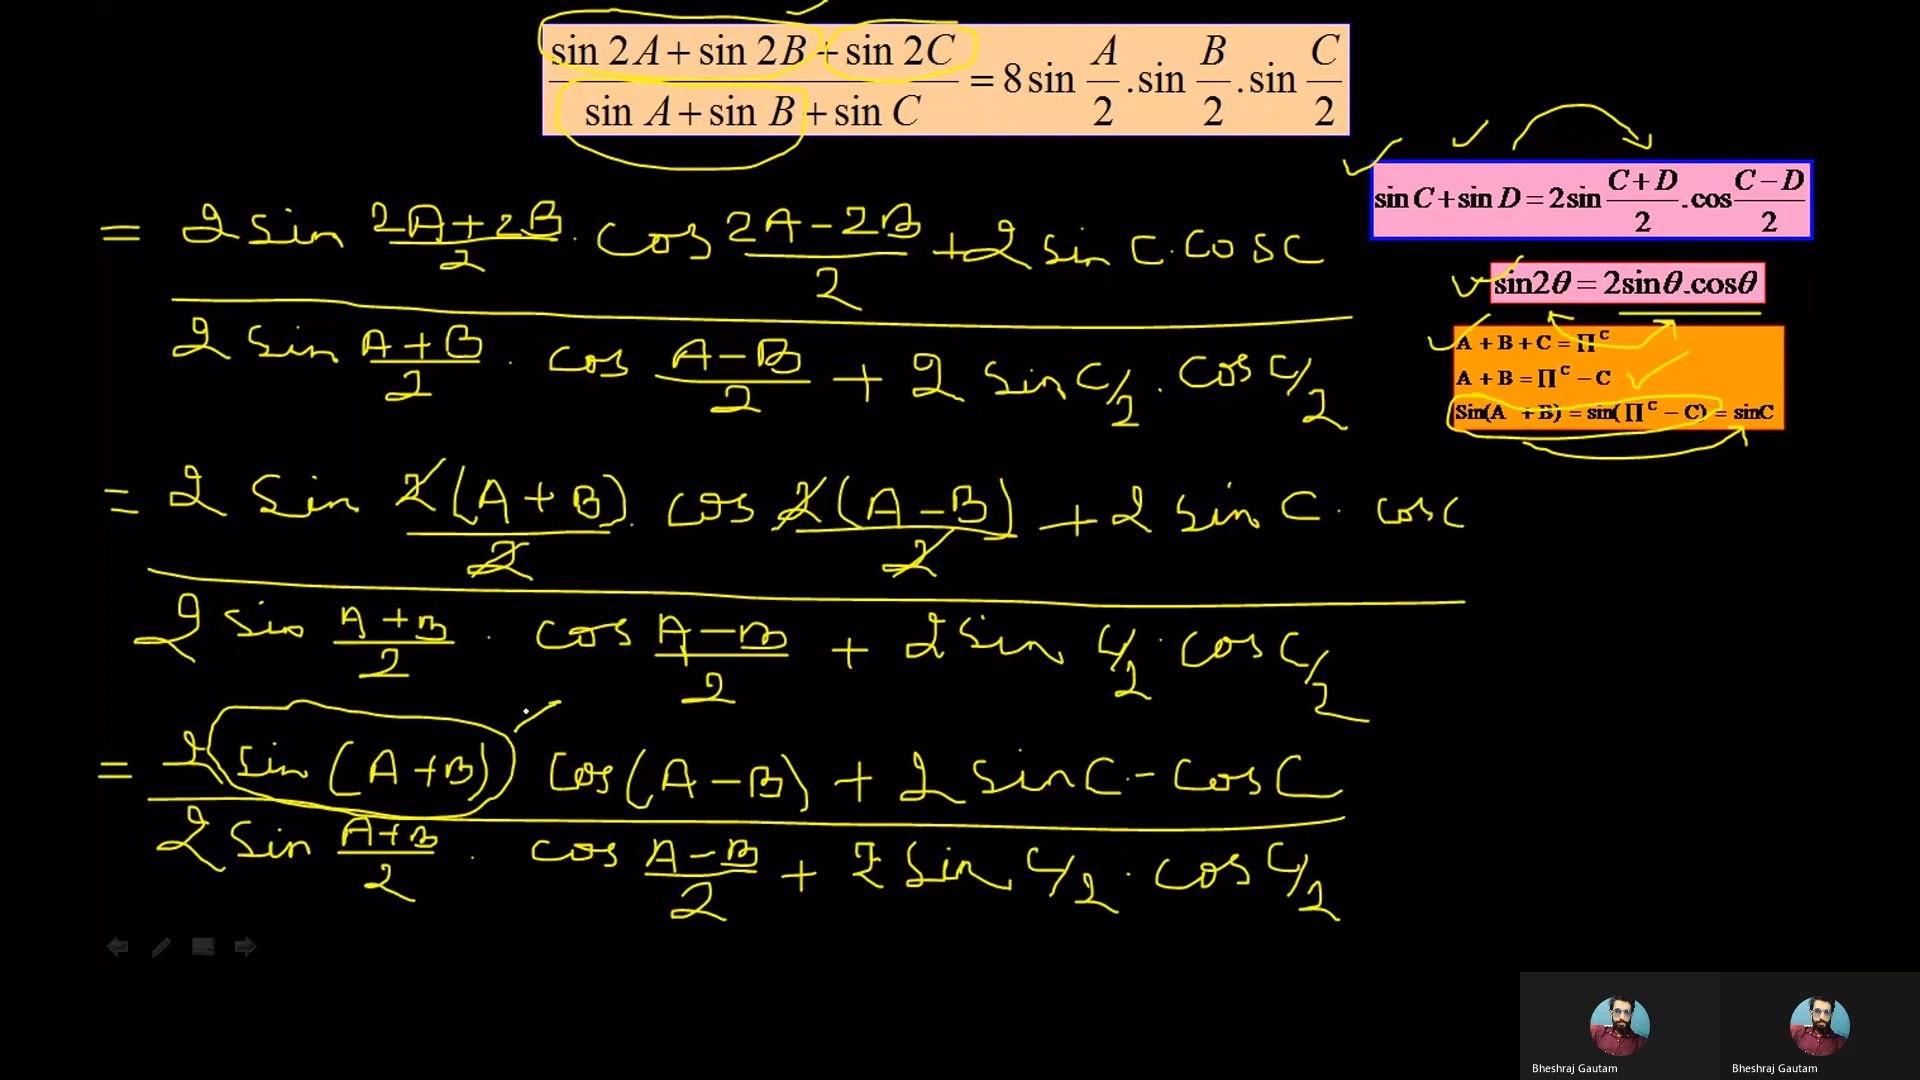 (sin 2A + sin 2B + sin 2C) / (sin A + sin B + sin C) = 8 sin A/2 . sin B/2 . sin C/2
sin C + sin D = 2 sin (C + D)/2 . cos (C − D)/2
sin2θ = 2sinθ.cosθ
A + B + C = ∏ᶜ
A + B = ∏ᶜ − C
Sin(A + B) = sin(∏ᶜ − C) = sinC
= 2 sin (2A + 2B)/2 . cos (2A − 2B)/2 + 2 sin C . cos C
2 sin (A + B)/2 . cos (A − B)/2 + 2 sin C/2 . cos C/2
= 2 sin 2(A + B)/2 . cos 2(A − B)/2 + 2 sin C . cos C
2 sin (A + B)/2 . cos (A − B)/2 + 2 sin C/2 . cos C/2
= 2 sin (A + B) cos (A − B) + 2 sin C - cos C
2 sin (A + B)/2 . cos (A − B)/2 + 2 sin C/2 . cos C/2
Bheshraj Gautam
Bheshraj Gautam